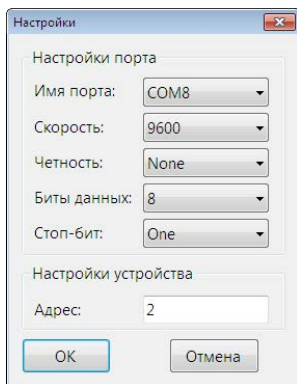 Настройки
Настройки порта
Имя порта: COM8
Скорость: 9600
Четность: None
Биты данных: 8
Стоп-бит: One
Настройки устройства
Адрес: 2
OK Отмена